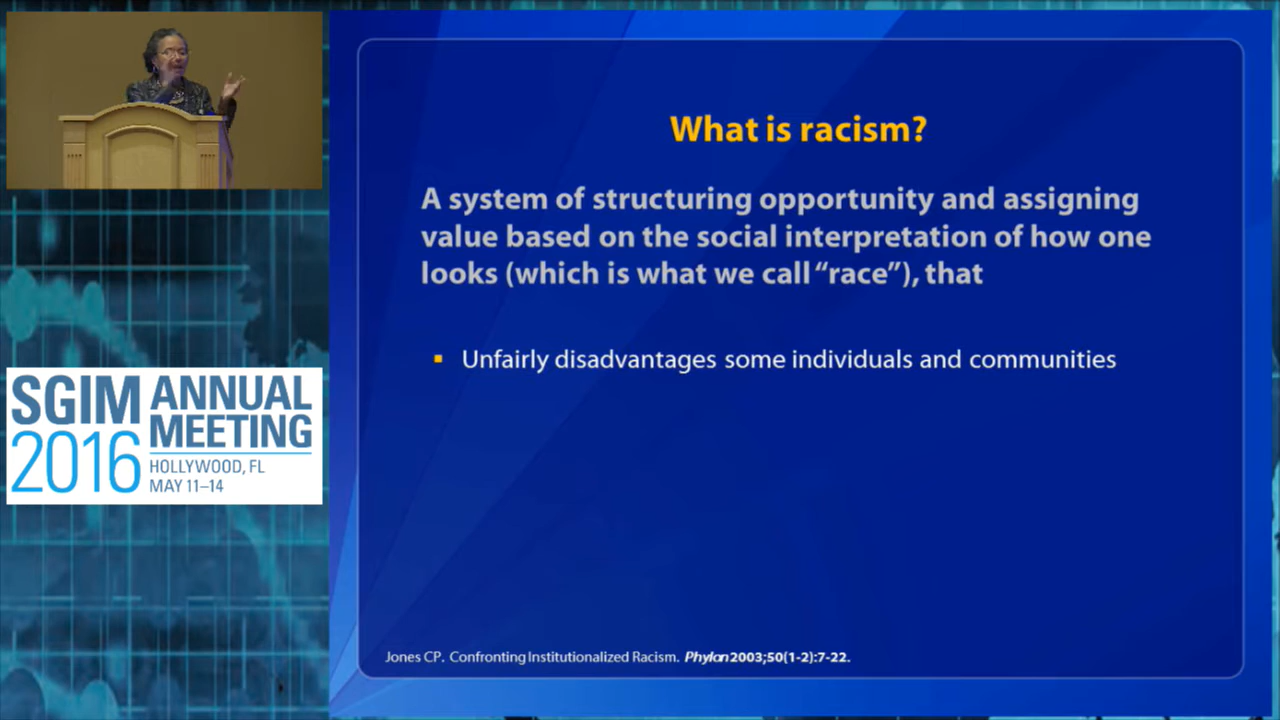 What is racism?
A system of structuring opportunity and assigning
value based on the social interpretation of how one
looks (which is what we call “race”), that
▪ Unfairly disadvantages some individuals and communities
Jones CP. Confronting Institutionalized Racism. Phylon 2003;50(1-2):7-22.
SGIM ANNUAL
2016 MEETING
HOLLYWOOD, FL
MAY 11–14